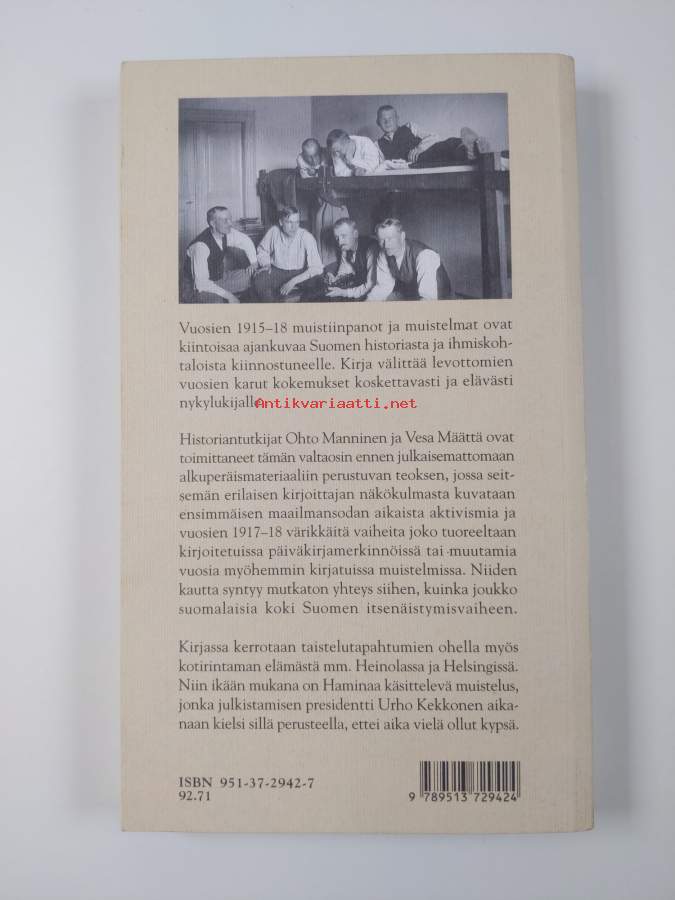 Vuosien 1915–18 muistiinpanot ja muistelmat ovat
kiintoisaa ajankuvaa Suomen historiasta ja ihmiskoh-
taloista kiinnostuneelle. Kirja välittää levottomien
vuosien karut kokemukset koskettavasti ja elävästi
nykylukijalle.
Antikvariaatti.net
Historiantutkijat Ohto Manninen ja Vesa Määttä ovat
toimittaneet tämän valtaosin ennen julkaisemattomaan
alkuperäismateriaaliin perustuvan teoksen, jossa seit-
semän erilaisen kirjoittajan näkökulmasta kuvataan
ensimmäisen maailmansodan aikaista aktivismia ja
vuosien 1917–18 värikkäitä vaiheita joko tuoreeltaan
kirjoitetuissa päiväkirjamerkinnöissä tai muutamia
vuosia myöhemmin kirjatuissa muistelmissa. Niiden
kautta syntyy mutkaton yhteys siihen, kuinka joukko
suomalaisia koki Suomen itsenäistymisvaiheen.
Kirjassa kerrotaan taistelutapahtumien ohella myös
kotirintaman elämästä mm. Heinolassa ja Helsingissä.
Niin ikään mukana on Haminaa käsittelevä muistelus,
jonka julkistamisen presidentti Urho Kekkonen aika-
naan kielsi sillä perusteella, ettei aika vielä ollut kypsä.
ISBN 951-37-2942-7
92.71
9 789513 729424